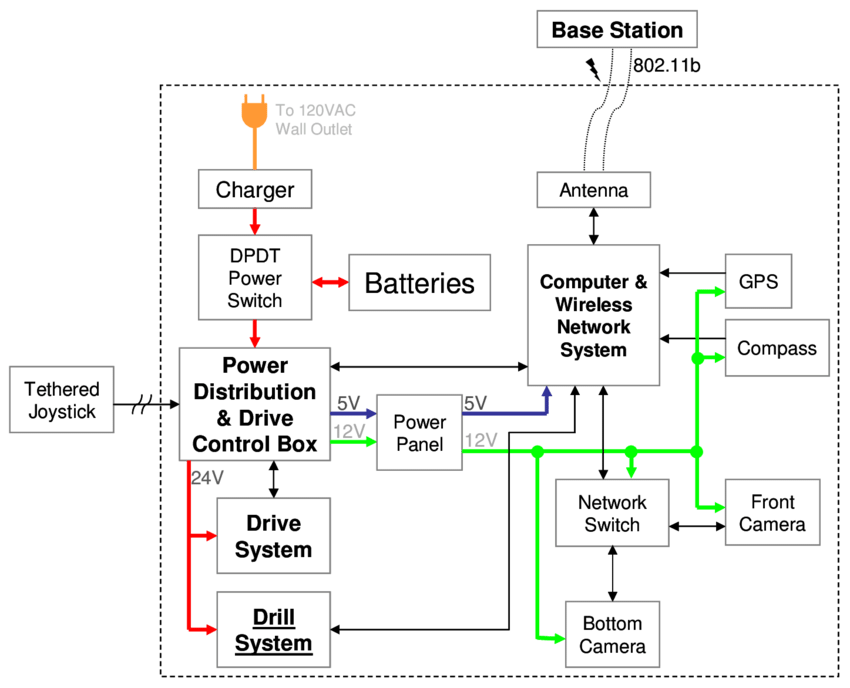 Base Station
802.11b
To 120VAC
Wall Outlet
Charger
Antenna
DPDT
Power
Switch
Batteries
Computer &
Wireless
Network
System
GPS
Compass
Tethered
Joystick
Power
Distribution
& Drive
Control Box
5V
12V
Power
Panel
5V
12V
24V
Drive
System
Network
Switch
Front
Camera
Drill
System
Bottom
Camera